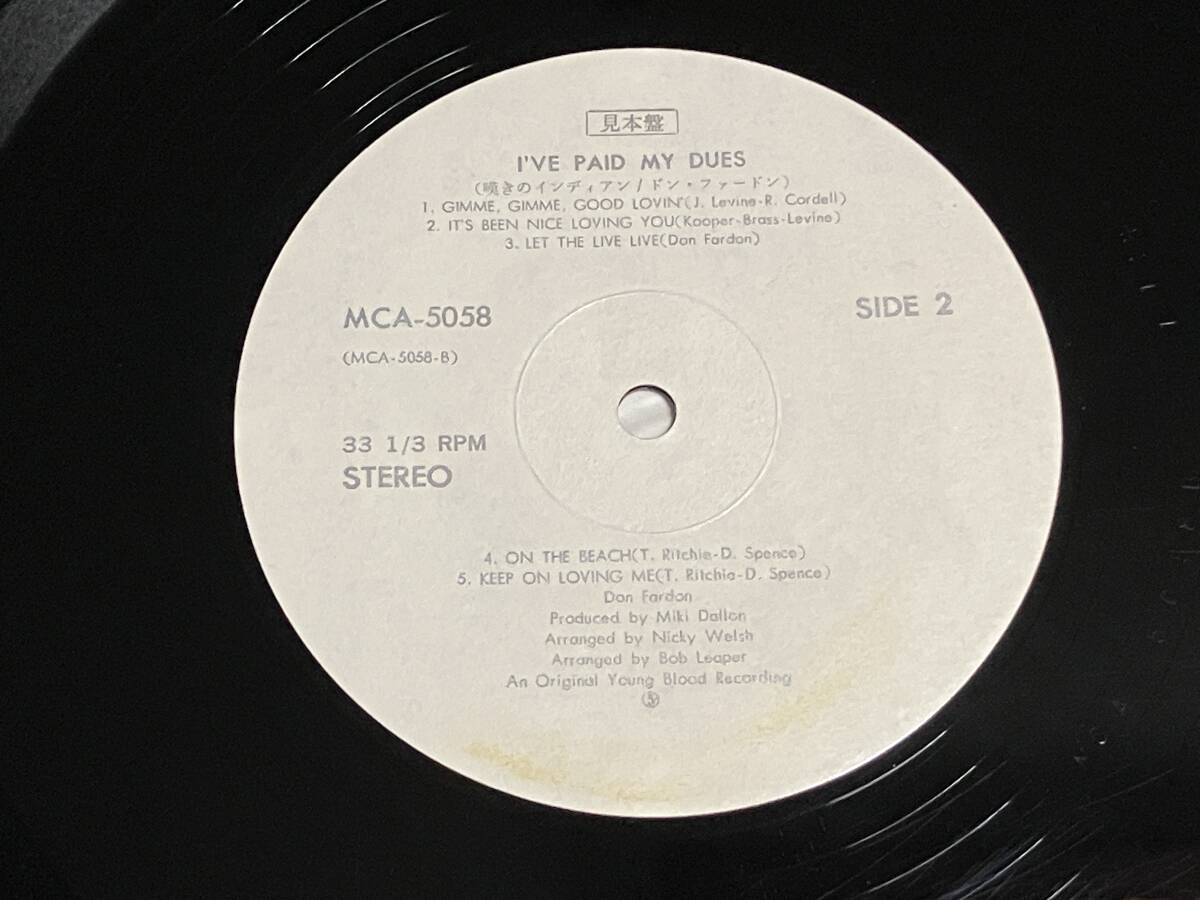 見本盤
I'VE PAID MY DUES
(嘆きのインディアン/ドン・ファードン)
1. GIMME, GIMME, GOOD LOVIN'(J. Levine-R. Cordell)
2. IT'S BEEN NICE LOVING YOU(Kooper-Brass-Levine)
3. LET THE LIVE LIVE(Don Fardon)
MCA-5058
SIDE 2
(MCA-5058-B)
33 1/3 RPM
STEREO
4. ON THE BEACH(T. Ritchie-D. Spence)
5. KEEP ON LOVING ME(T. Ritchie-D. Spence)
Don Fardon
Produced by Miki Dallon
Arranged by Nicky Welsh
Arranged by Bob Leaper
An Original Young Blood Recording